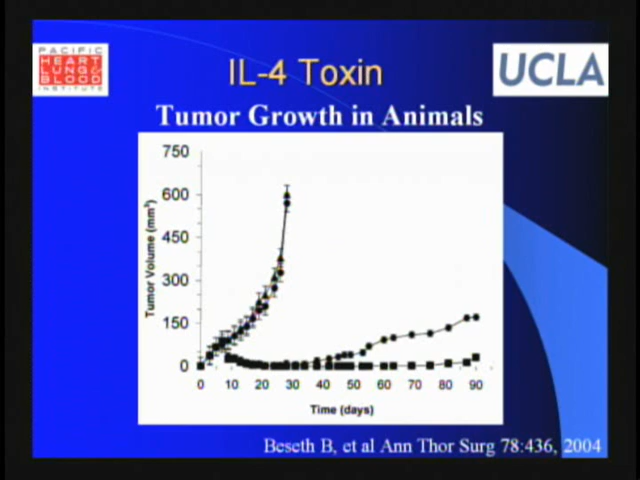 PACIFIC
HEART
LUNG &
BLOOD
INSTITUTE
IL-4 Toxin
UCLA
Tumor Growth in Animals
750
600
450
300
150
0
Tumor Volume (mm³)
0 10 20 30 40 50 60 70 80 90
Time (days)
Beseth B, et al Ann Thor Surg 78:436, 2004